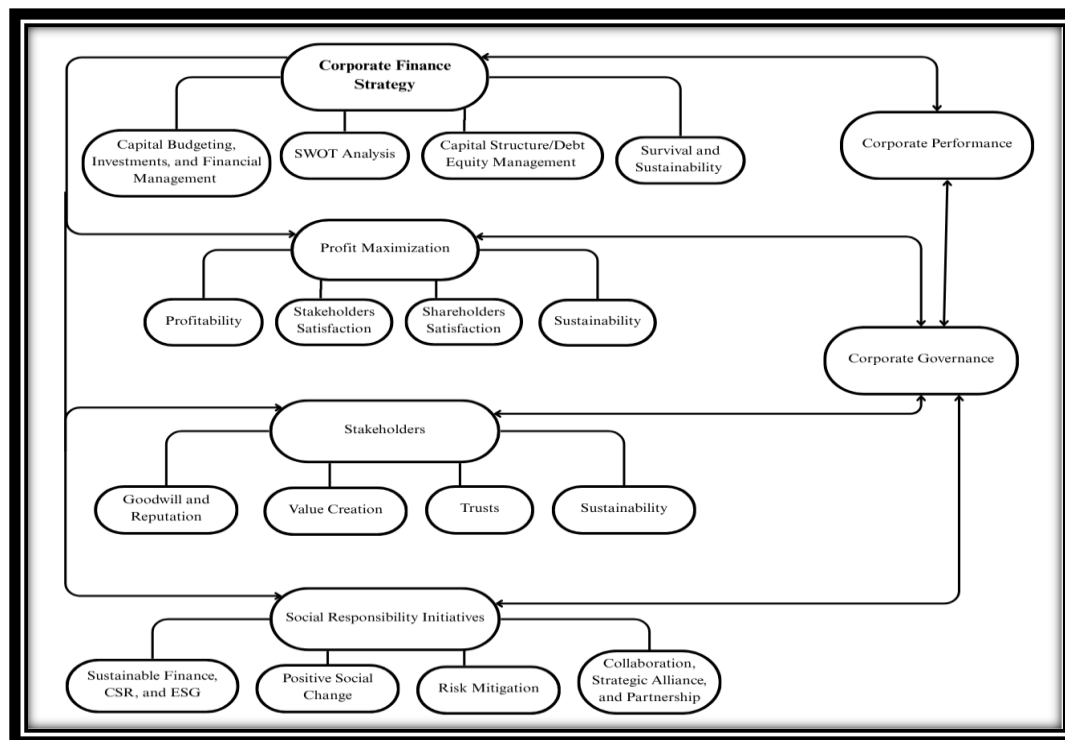 Corporate Finance
Strategy
Capital Budgeting,
Investments, and Financial
Management
SWOT Analysis
Capital Structure/Debt
Equity Management
Survival and
Sustainability
Corporate Performance
Profit Maximization
Profitability
Stakeholders
Satisfaction
Shareholders
Satisfaction
Sustainability
Corporate Governance
Stakeholders
Goodwill and
Reputation
Value Creation
Trusts
Sustainability
Social Responsibility Initiatives
Sustainable Finance,
CSR, and ESG
Positive Social
Change
Risk Mitigation
Collaboration,
Strategic Alliance,
and Partnership